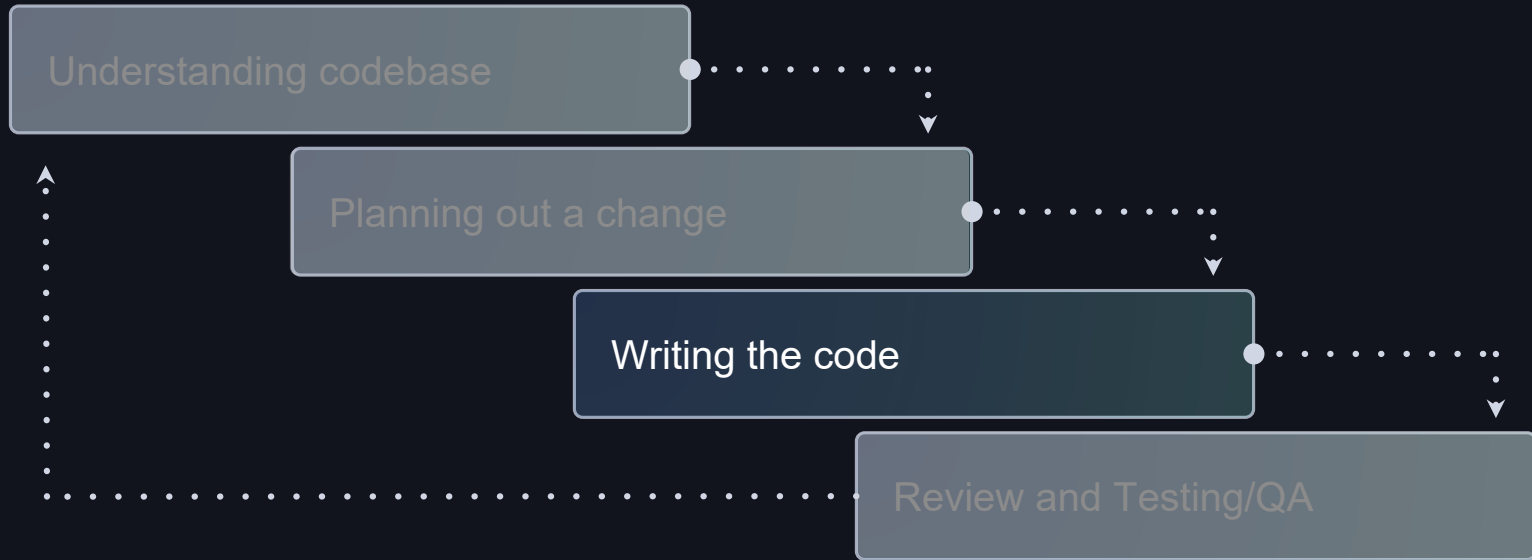 Understanding codebase
Planning out a change
Writing the code
Review and Testing/QA